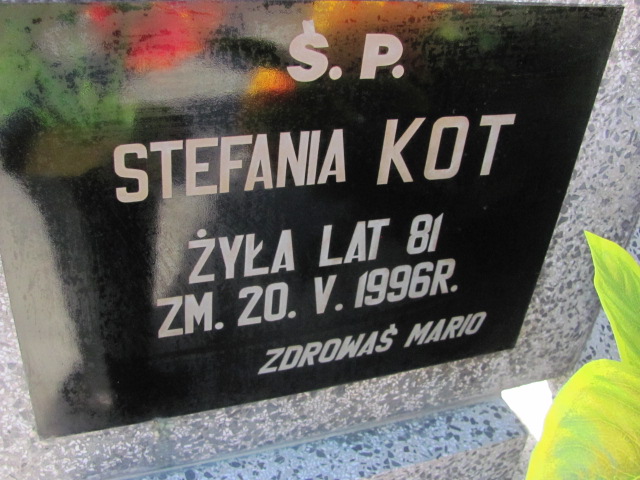 Ś. P.
STEFANIA KOT
ŻYŁA LAT 81
ZM. 20. V. 1996R.
ZDROWAŚ MARIO